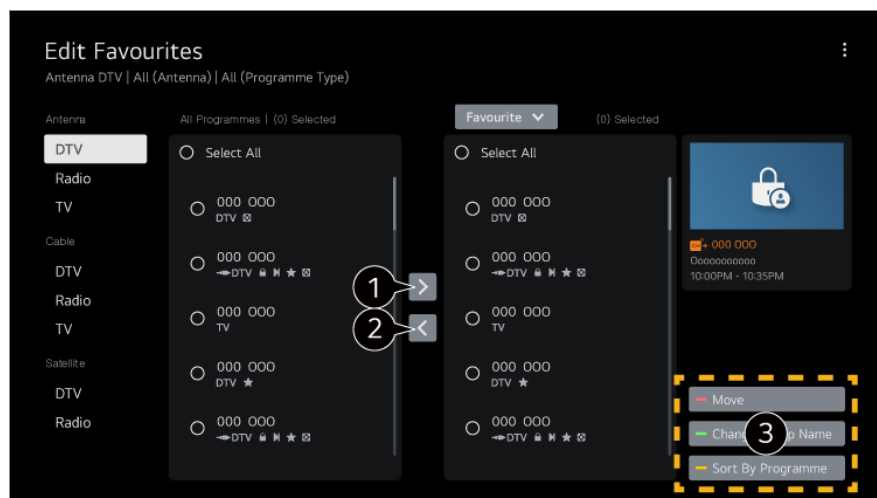 Edit Favourites
Antenna DTV | All (Antenna) | All (Programme Type)
Antenna
DTV
Radio
TV
Cable
DTV
Radio
TV
Satellite
DTV
Radio
All Programmes | (0) Selected
Select All
000 000
DTV
000 000
DTV
000 000
TV
000 000
DTV
000 000
DTV
1
2
Favourite
(0) Selected
Select All
000 000
DTV
000 000
DTV
000 000
TV
000 000
DTV
000 000
DTV
000 000
Oooooooooo
10:00PM - 10:35PM
Move
3
Name
Sort By Programme